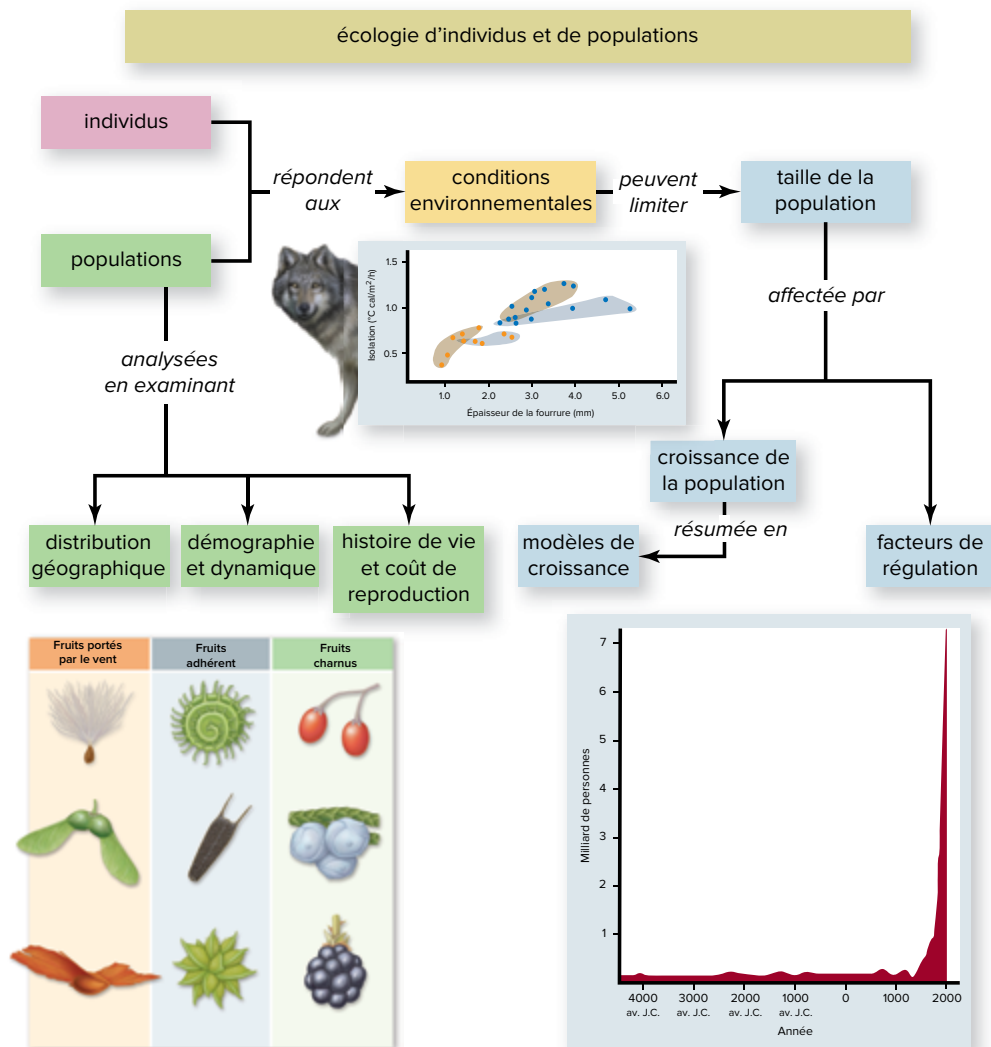 écologie d'individus et de populations
individus
populations
répondent
aux
conditions
environnementales
peuvent
limiter
taille de la
population
affectée par
analysées
en examinant
Isolation (°C cal/m²/h)
1.5
1.0
0.5
1.0 2.0 3.0 4.0 5.0 6.0
Épaisseur de la fourrure (mm)
croissance de
la population
résumée en
distribution
géographique
démographie
et dynamique
histoire de vie
et coût de
reproduction
modèles de
croissance
facteurs de
régulation
Fruits portés
par le vent
Fruits
adhérent
Fruits
charnus
Milliard de personnes
7
6
5
4
3
2
1
4000 3000 2000 1000 0 1000 2000
av. J.C. av. J.C. av. J.C. av. J.C.
Année